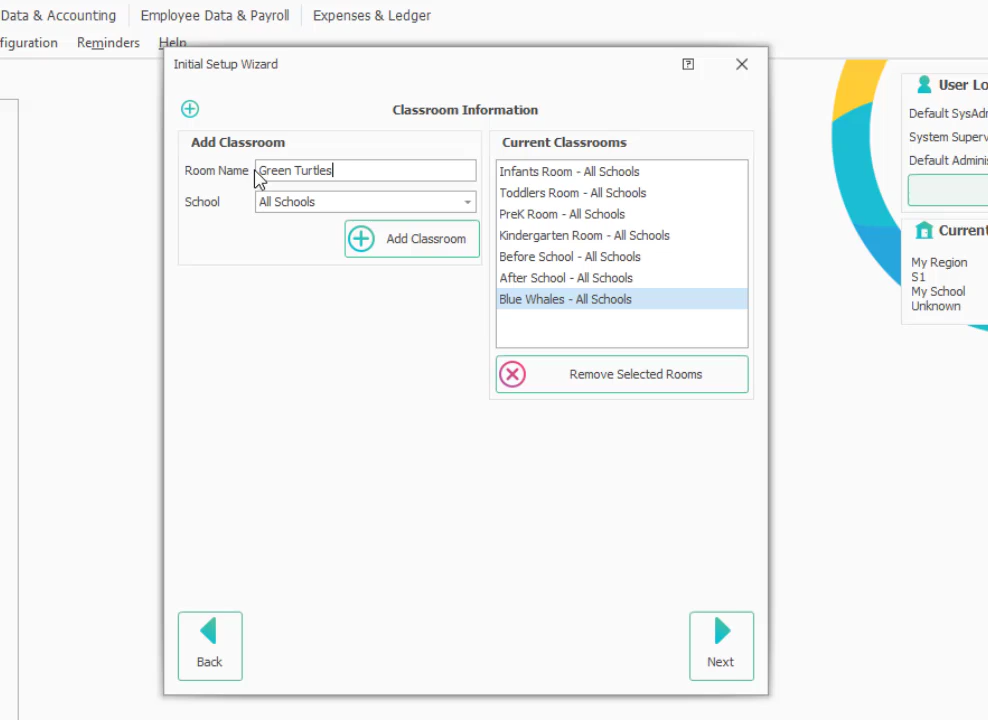 Data & Accounting
Employee Data & Payroll
Expenses & Ledger
figuration
Reminders
Help
Initial Setup Wizard
Classroom Information
Add Classroom
Room Name
Green Turtles
School
All Schools
Add Classroom
Current Classrooms
Infants Room - All Schools
Toddlers Room - All Schools
PreK Room - All Schools
Kindergarten Room - All Schools
Before School - All Schools
After School - All Schools
Blue Whales - All Schools
Remove Selected Rooms
Back
Next
User Lo
Default SysAdm
System Superv
Default Adminis
Current
My Region
S1
My School
Unknown